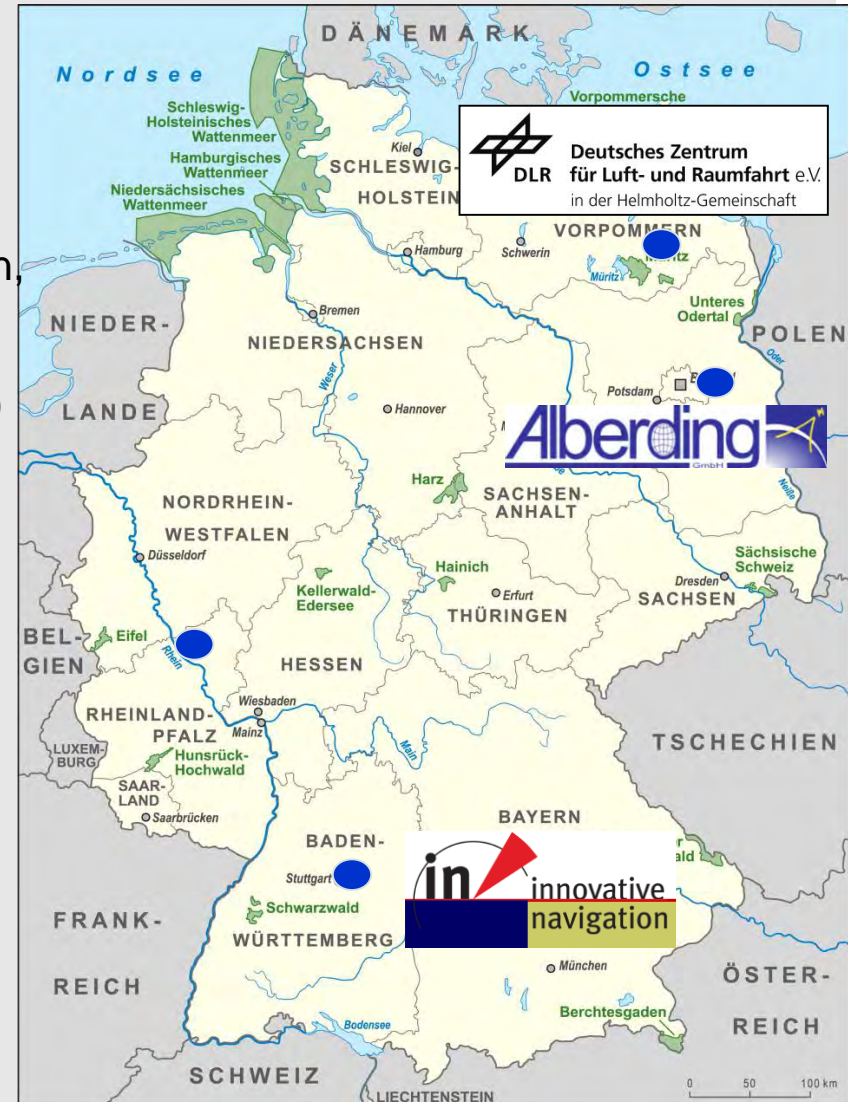 DÄNEMARK
Nordsee
Ostsee
Schleswig-
Holsteinisches
Wattenmeer
Vorpommersche
Hamburgisches
Wattenmeer
Niedersächsisches
Wattenmeer
Kiel
SCHLESWIG-
HOLSTEIN
DLR
Deutsches Zentrum
für Luft- und Raumfahrt e.V.
in der Helmholtz-Gemeinschaft
VORPOMMERN
Hamburg
Schwerin
Müritz
Müritz
n,
Unteres
Odertal
NIEDER-
LANDE
POLEN
Oder
Bremen
NIEDERSACHSEN
Weser
Potsdam
Hannover
)
Alberding
GmbH
Harz
SACHSEN-
ANHALT
Neiße
NORDRHEIN-
WESTFALEN
Düsseldorf
Hainich
Kellerwald-
Edersee
Erfurt
THÜRINGEN
Dresden
SACHSEN
Sächsische
Schweiz
BEL-
GIEN
Eifel
Rhein
HESSEN
Wiesbaden
Mainz
RHEINLAND-
PFALZ
Main
LUXEM-
BURG
Hunsrück-
Hochwald
TSCHECHIEN
SAAR-
LAND
Saarbrücken
BAYERN
BADEN-
Stuttgart
in
innovative
navigation
er
ald
Schwarzwald
WÜRTTEMBERG
FRANK-
REICH
München
ÖSTER-
REICH
Berchtesgaden
Bodensee
SCHWEIZ
LIECHTENSTEIN
0 50 100 km